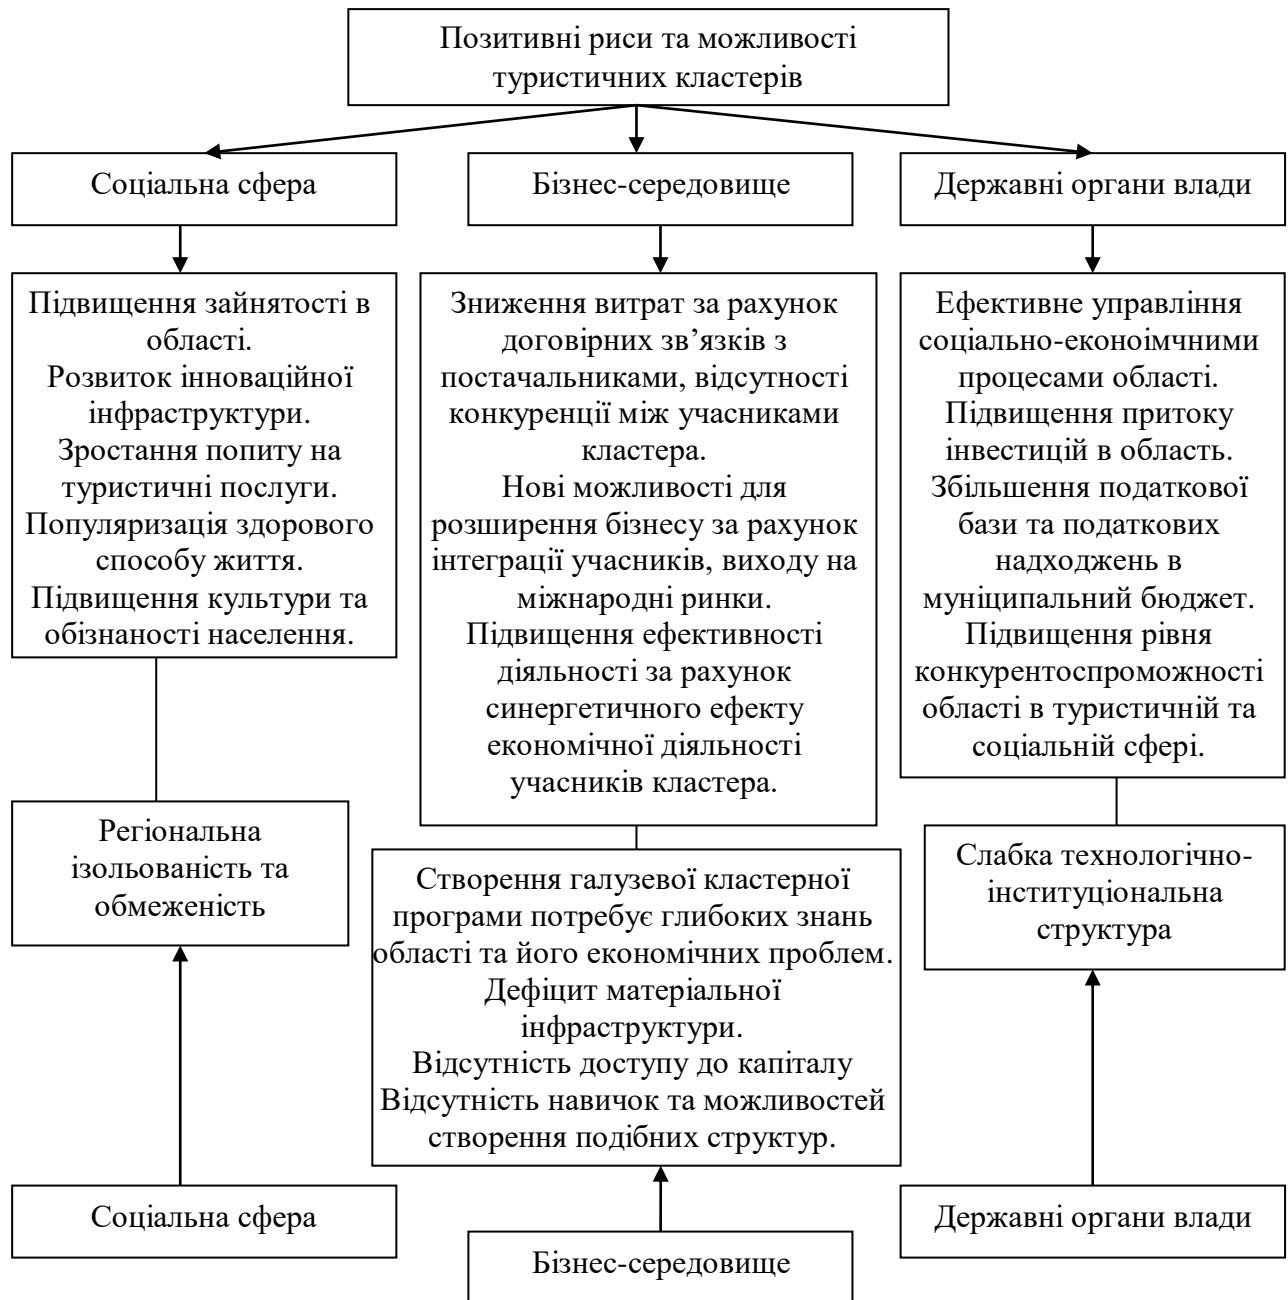 Позитивні риси та можливості
туристичних кластерів
Соціальна сфера
Бізнес-середовище
Державні органи влади
Підвищення зайнятості в
області.
Розвиток інноваційної
інфраструктури.
Зростання попиту на
туристичні послуги.
Популяризація здорового
способу життя.
Підвищення культури та
обізнаності населення.
Зниження витрат за рахунок
договірних зв’язків з
постачальниками, відсутності
конкуренції між учасниками
кластера.
Нові можливості для
розширення бізнесу за рахунок
інтеграції учасників, виходу на
міжнародні ринки.
Підвищення ефективності
діяльності за рахунок
синергетичного ефекту
економічної діяльності
учасників кластера.
Ефективне управління
соціально-екоімчними
процесами області.
Підвищення притоку
інвестицій в область.
Збільшення податкової
бази та податкових
надходжень в
муніципальний бюджет.
Підвищення рівня
конкурентоспроможності
області в туристичній та
соціальній сфері.
Регіональна
ізольованість та
обмеженість
Створення галузевої кластерної
програми потребує глибоких знань
області та його економічних проблем.
Дефіцит матеріальної
інфраструктури.
Відсутність доступу до капіталу
Відсутність навичок та можливостей
створення подібних структур.
Слабка технологічно-
інституціональна
структура
Соціальна сфера
Бізнес-середовище
Державні органи влади